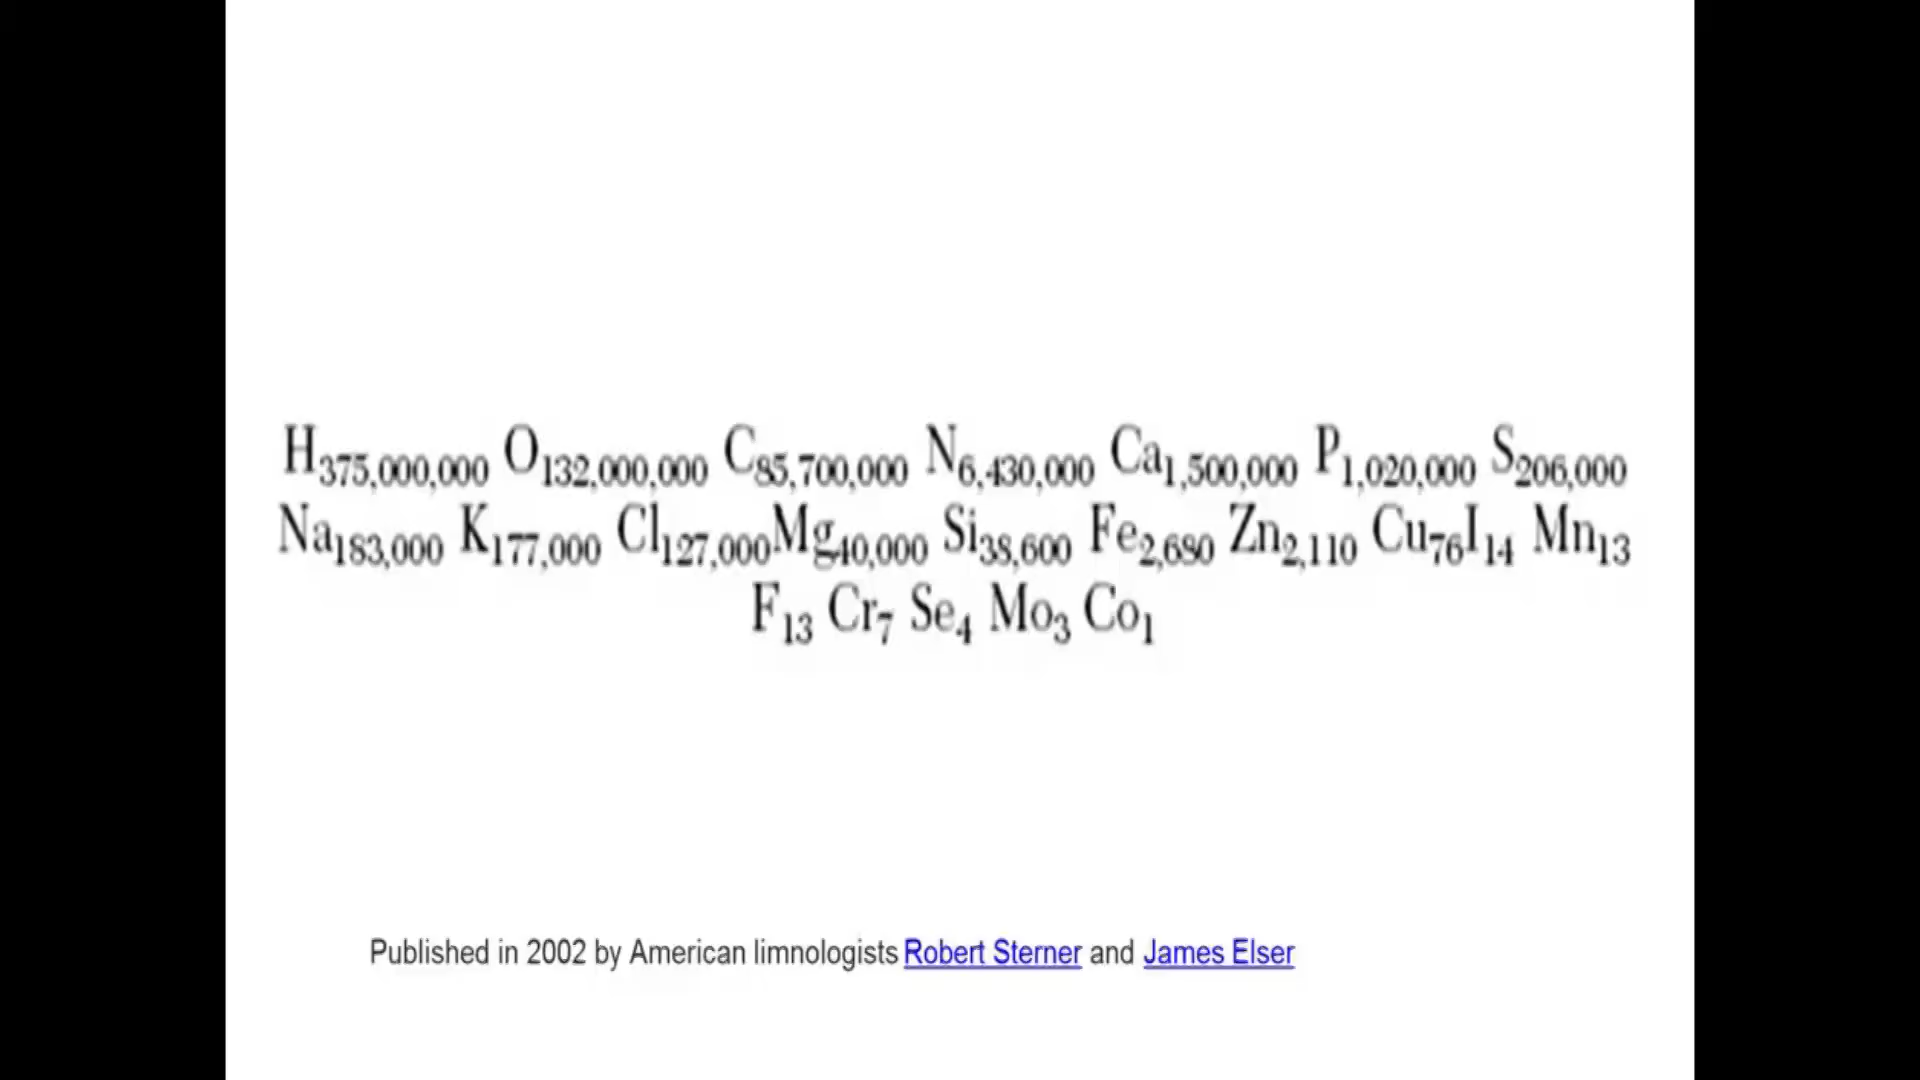 H375,000,000 O132,000,000 C85,700,000 N6,430,000 Ca1,500,000 P1,020,000 S206,000
Na183,000 K177,000 Cl127,000Mg40,000 Si38,600 Fe2,680 Zn2,110 Cu76I14 Mn13
F13 Cr7 Se4 Mo3 Co1
Published in 2002 by American limnologists Robert Sterner and James Elser